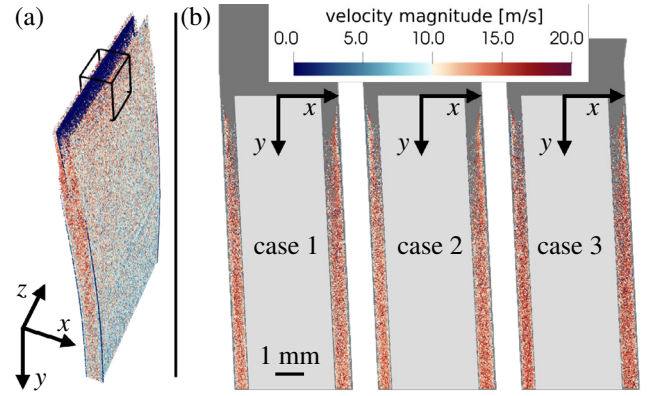 (a)
(b)
velocity magnitude [m/s]
0.0 5.0 10.0 15.0 20.0
x x x
y y y
case 1 case 2 case 3
z
x
y
1 mm